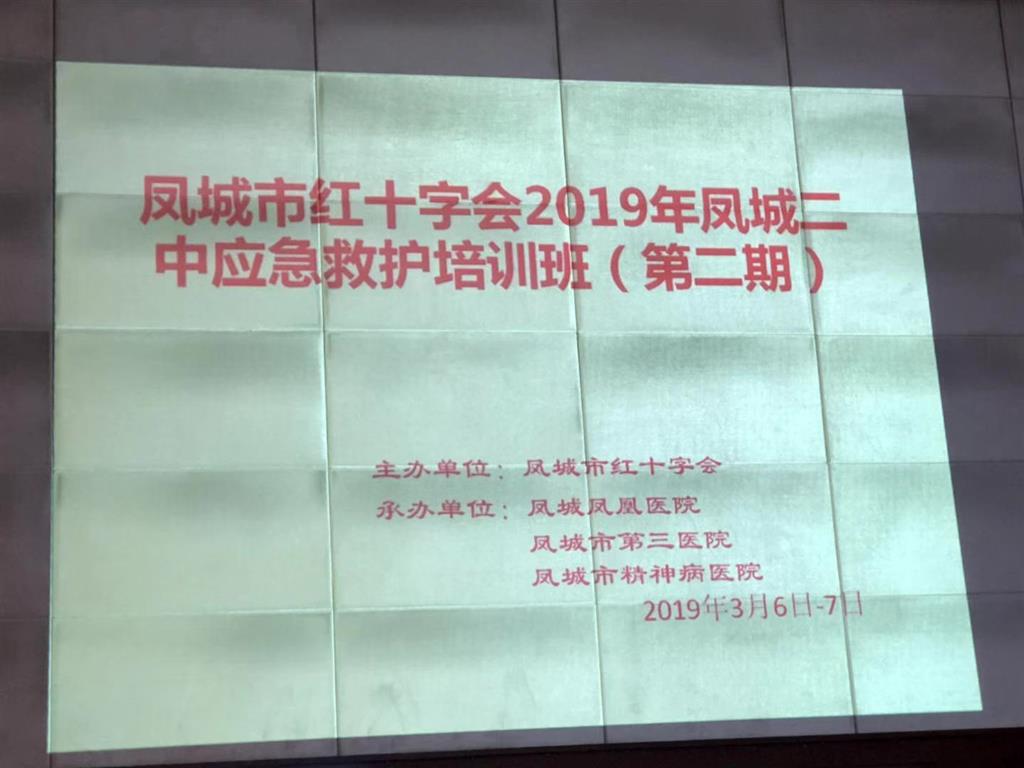 凤城市红十字会2019年凤城二
中应急救护培训班（第二期）
主办单位：凤城市红十字会
承办单位：凤城凤凰医院
凤城市第三医院
凤城市精神病医院
2019年3月6日-7日